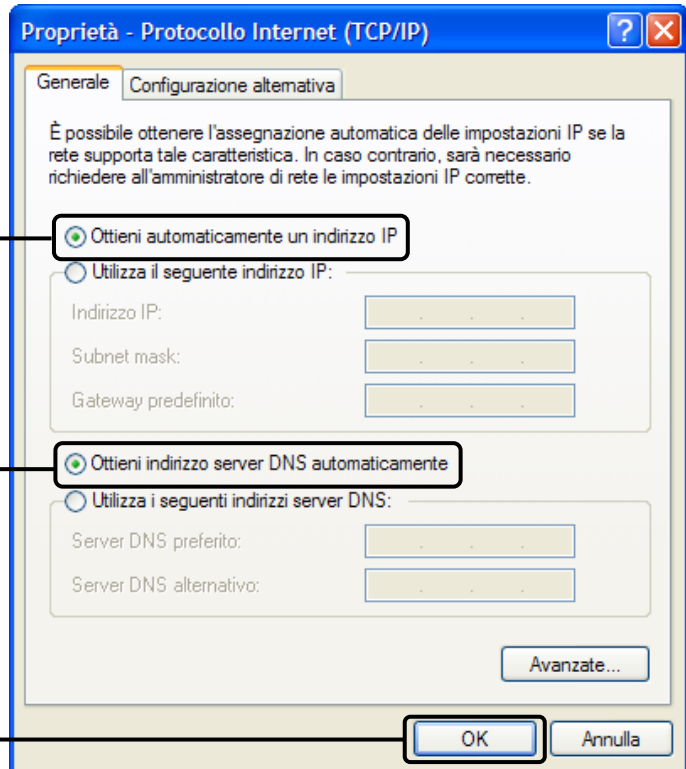 Proprietà - Protocollo Internet (TCP/IP)
Generale
Configurazione alternativa
È possibile ottenere l'assegnazione automatica delle impostazioni IP se la
rete supporta tale caratteristica. In caso contrario, sarà necessario
richiedere all'amministratore di rete le impostazioni IP corrette.
Ottieni automaticamente un indirizzo IP
Utilizza il seguente indirizzo IP:
Indirizzo IP:
Subnet mask:
Gateway predefinito:
Ottieni indirizzo server DNS automaticamente
Utilizza i seguenti indirizzi server DNS:
Server DNS preferito:
Server DNS alternativo:
Avanzate...
OK
Annulla